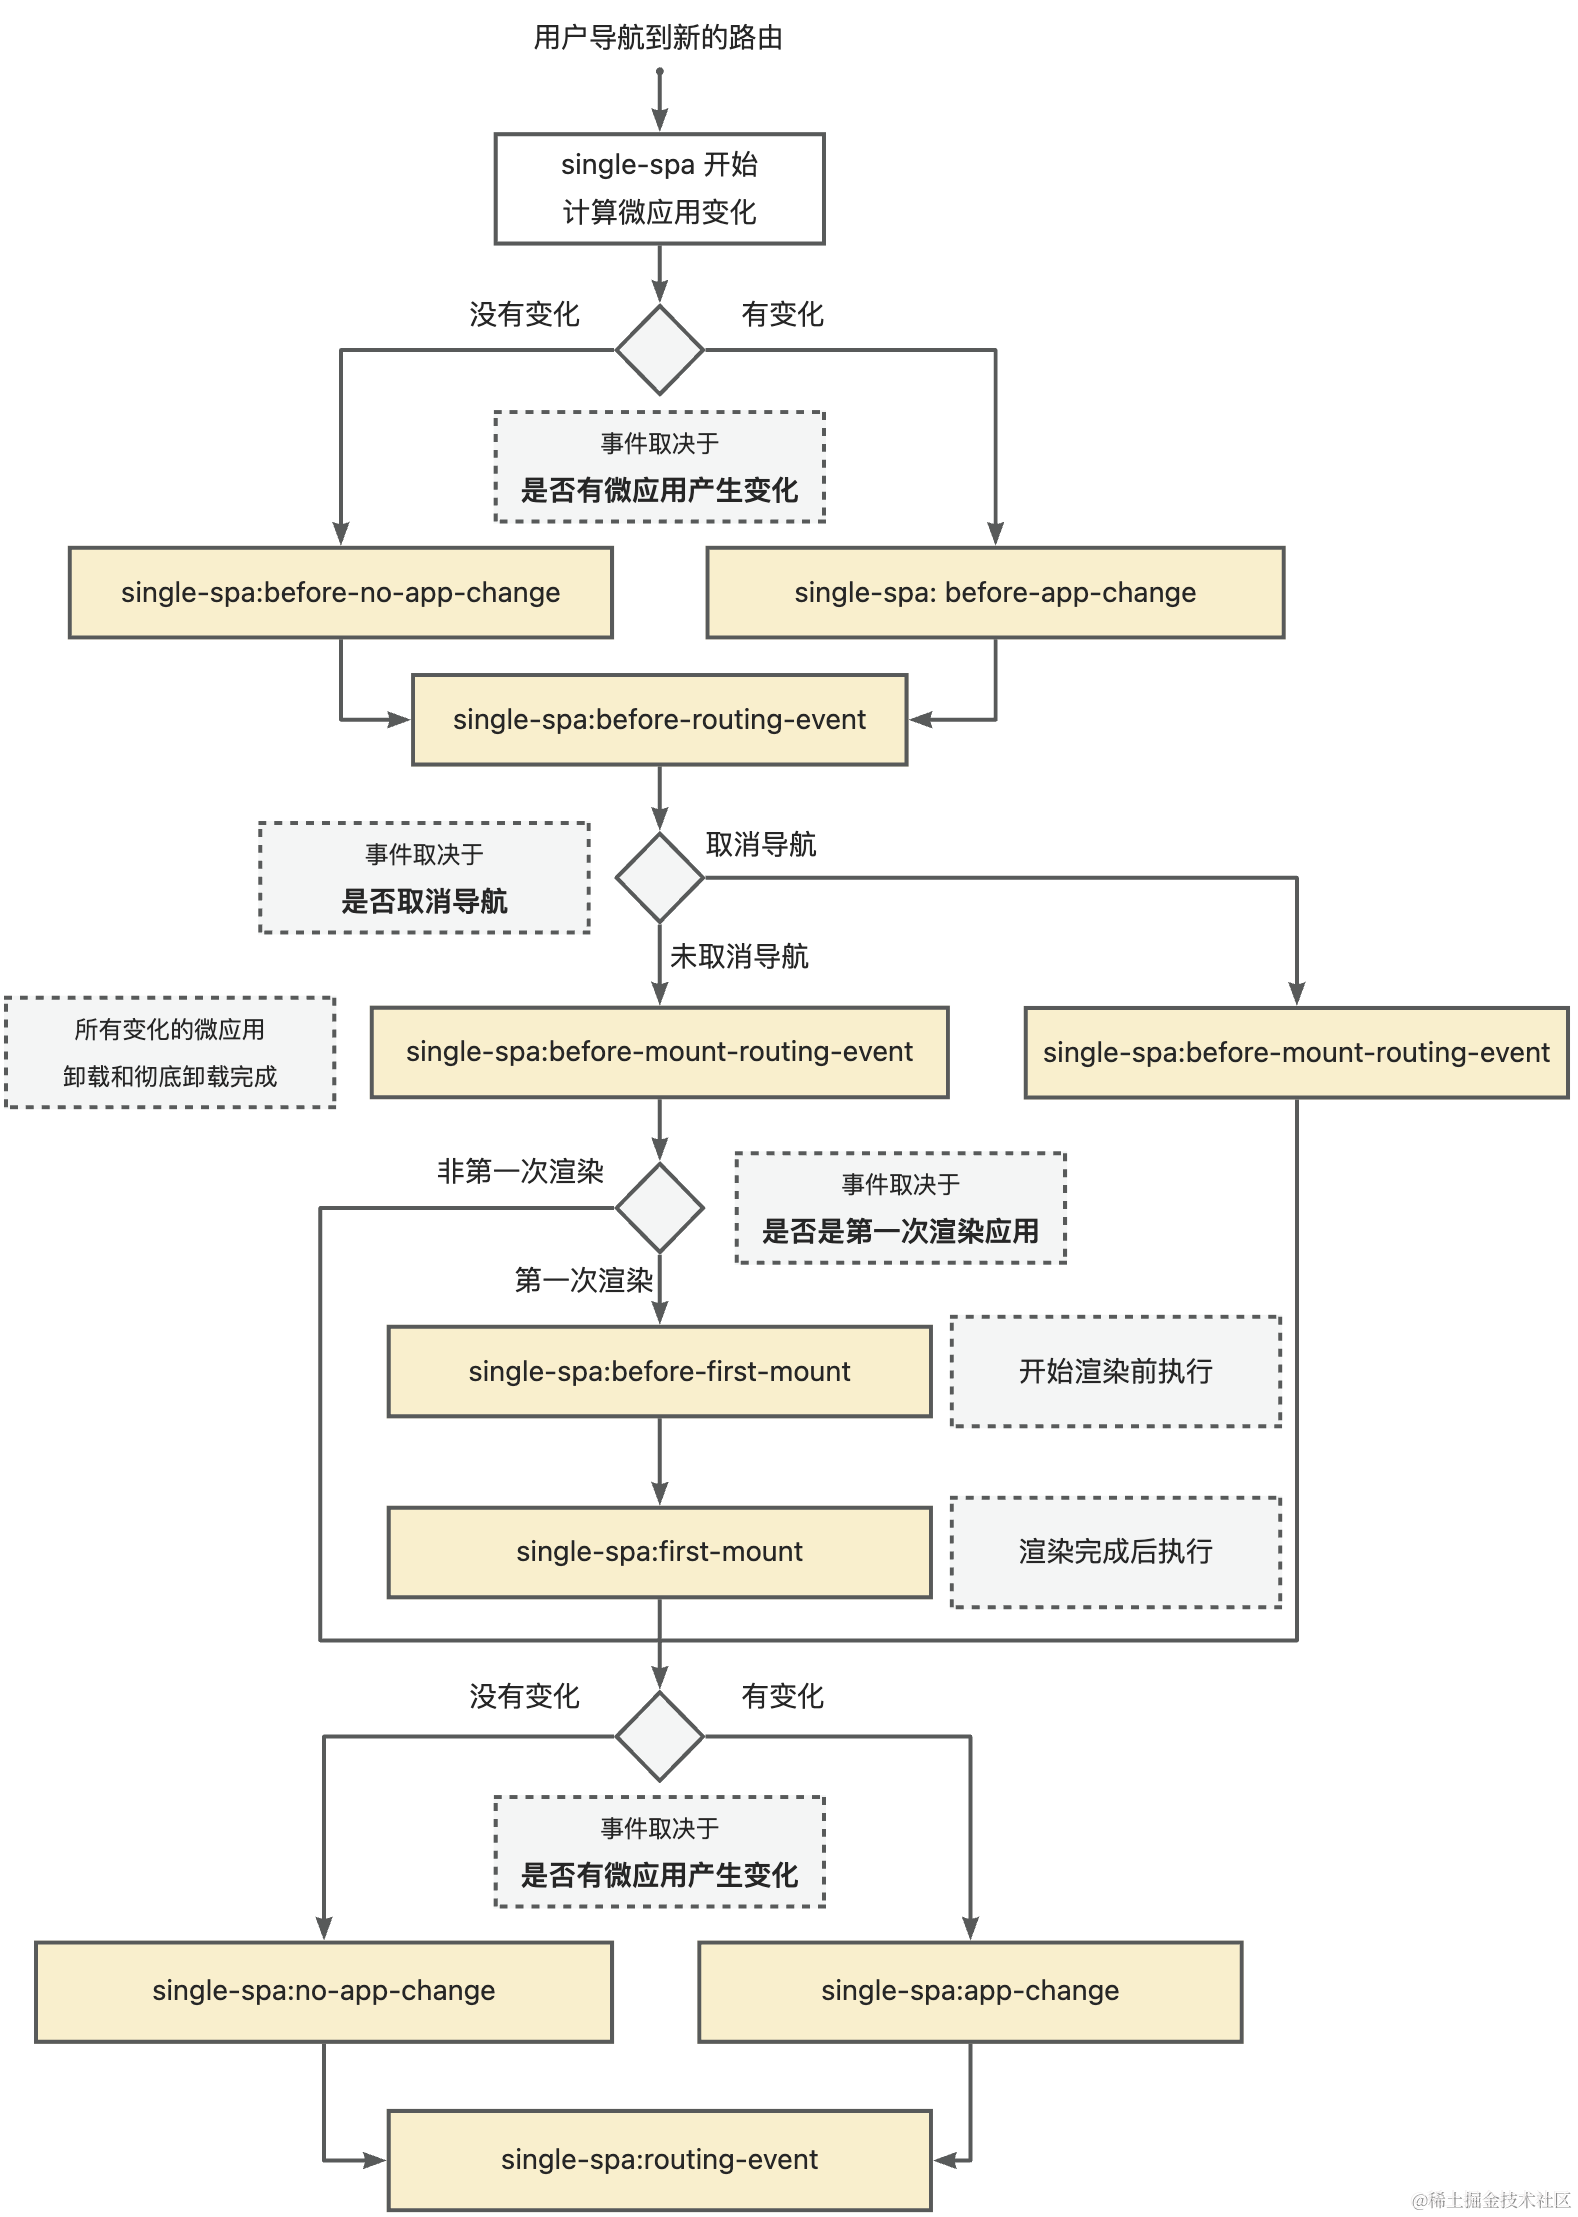 用户导航到新的路由
single-spa 开始
计算微应用变化
没有变化
有变化
事件取决于
是否有微应用产生变化
single-spa:before-no-app-change
single-spa: before-app-change
single-spa:before-routing-event
取消导航
事件取决于
是否取消导航
未取消导航
所有变化的微应用
卸载和彻底卸载完成
single-spa:before-mount-routing-event
single-spa:before-mount-routing-event
非第一次渲染
事件取决于
是否是第一次渲染应用
第一次渲染
single-spa:before-first-mount
开始渲染前执行
single-spa:first-mount
渲染完成后执行
没有变化
有变化
事件取决于
是否有微应用产生变化
single-spa:no-app-change
single-spa:app-change
single-spa:routing-event
@稀土掘金技术社区